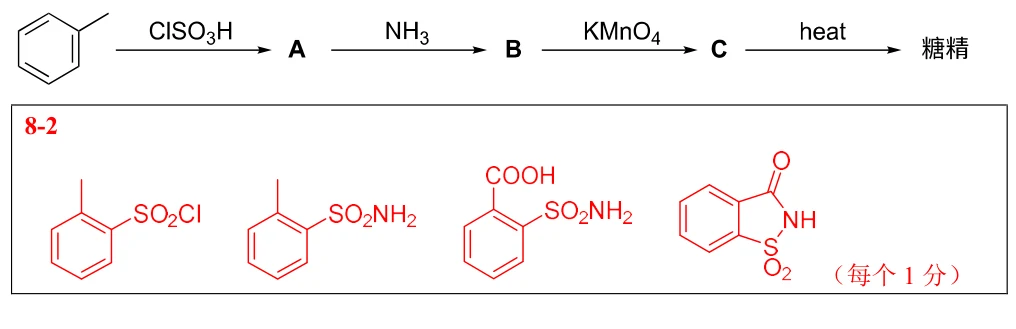 ClSO3H NH3 KMnO4 heat
A B C 糖精
8-2
COOH O
SO2Cl SO2NH2 SO2NH2 NH
S
O2 （每个 1 分）